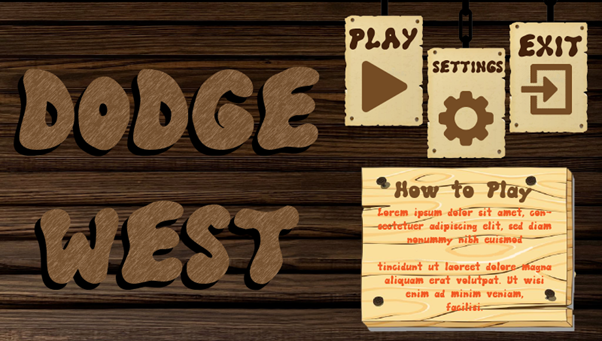 DODGE
WEST
PLAY
SETTINGS
EXIT
How to Play
Lorem ipsum dolor sit amet, con-
sectetuer adipiscing elit, sed diam
nonummy nibh euismod
tincidunt ut laoreet dolore magna
aliquam erat volutpat. Ut wisi
enim ad minim veniam,
facilisi.